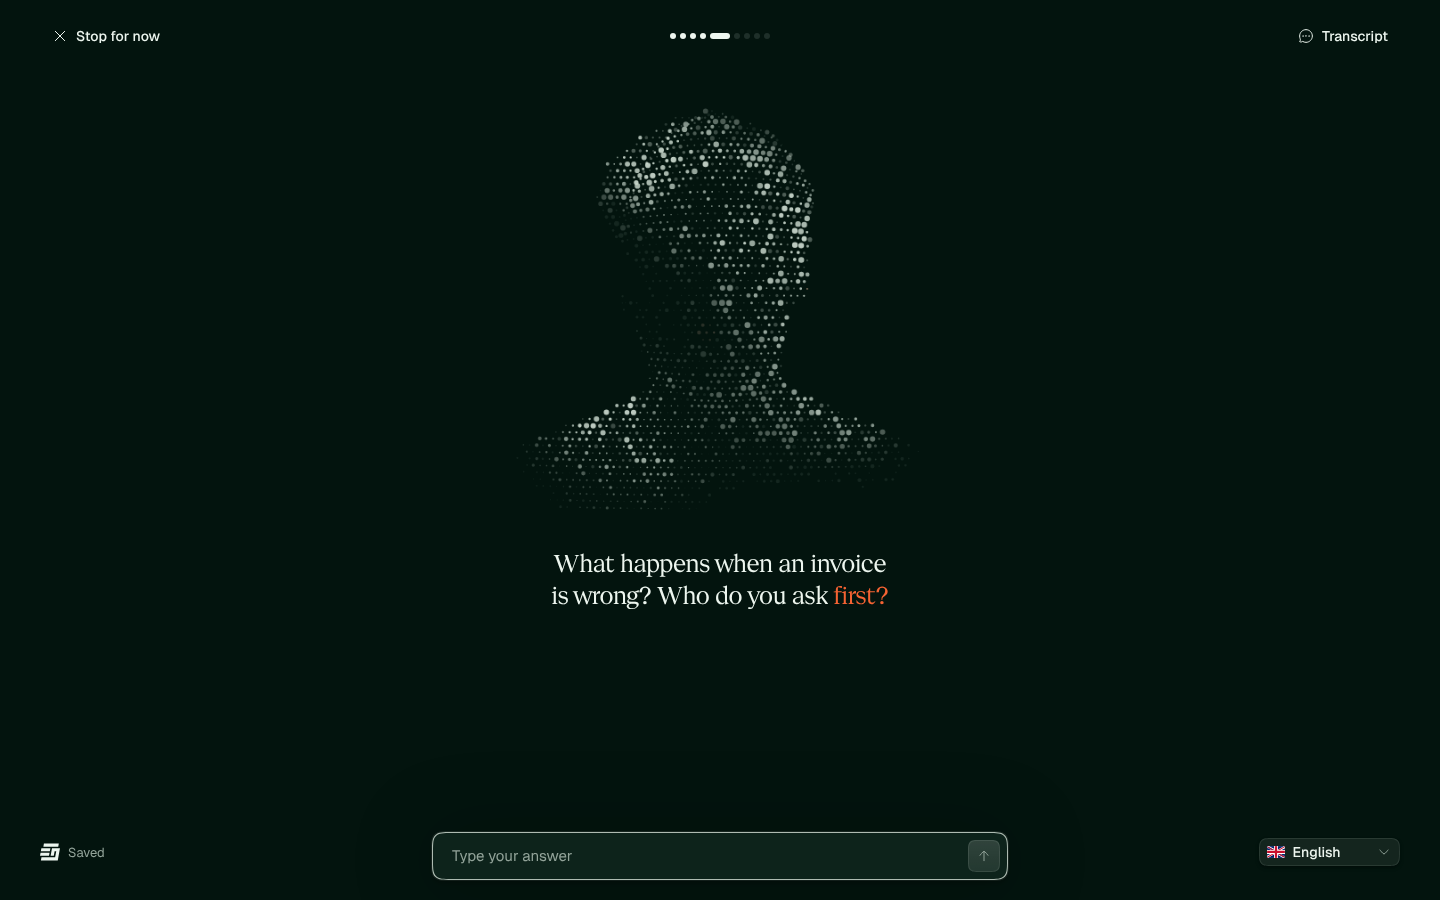 Stop for now
Transcript
What happens when an invoice
is wrong? Who do you ask first?
Saved
Type your answer
English